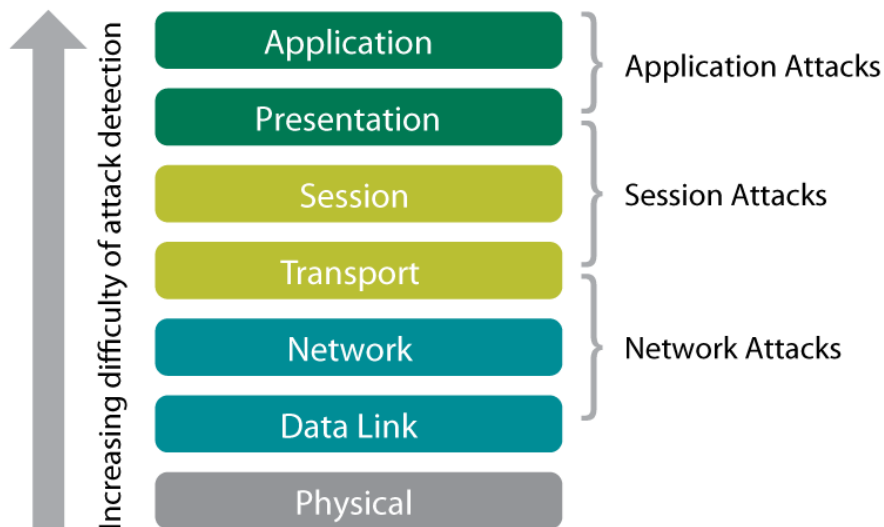 Increasing difficulty of attack detection
Application
Presentation
Session
Transport
Network
Data Link
Physical
Application Attacks
Session Attacks
Network Attacks